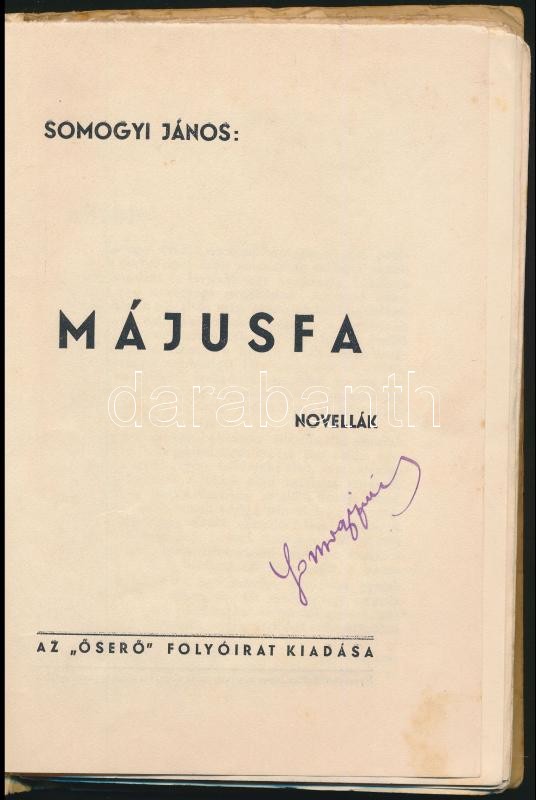 SOMOGYI JÁNOS:
MÁJUSFA
darabanth
NOVELLÁK
AZ „ŐSERŐ” FOLYÓIRAT KIADÁSA